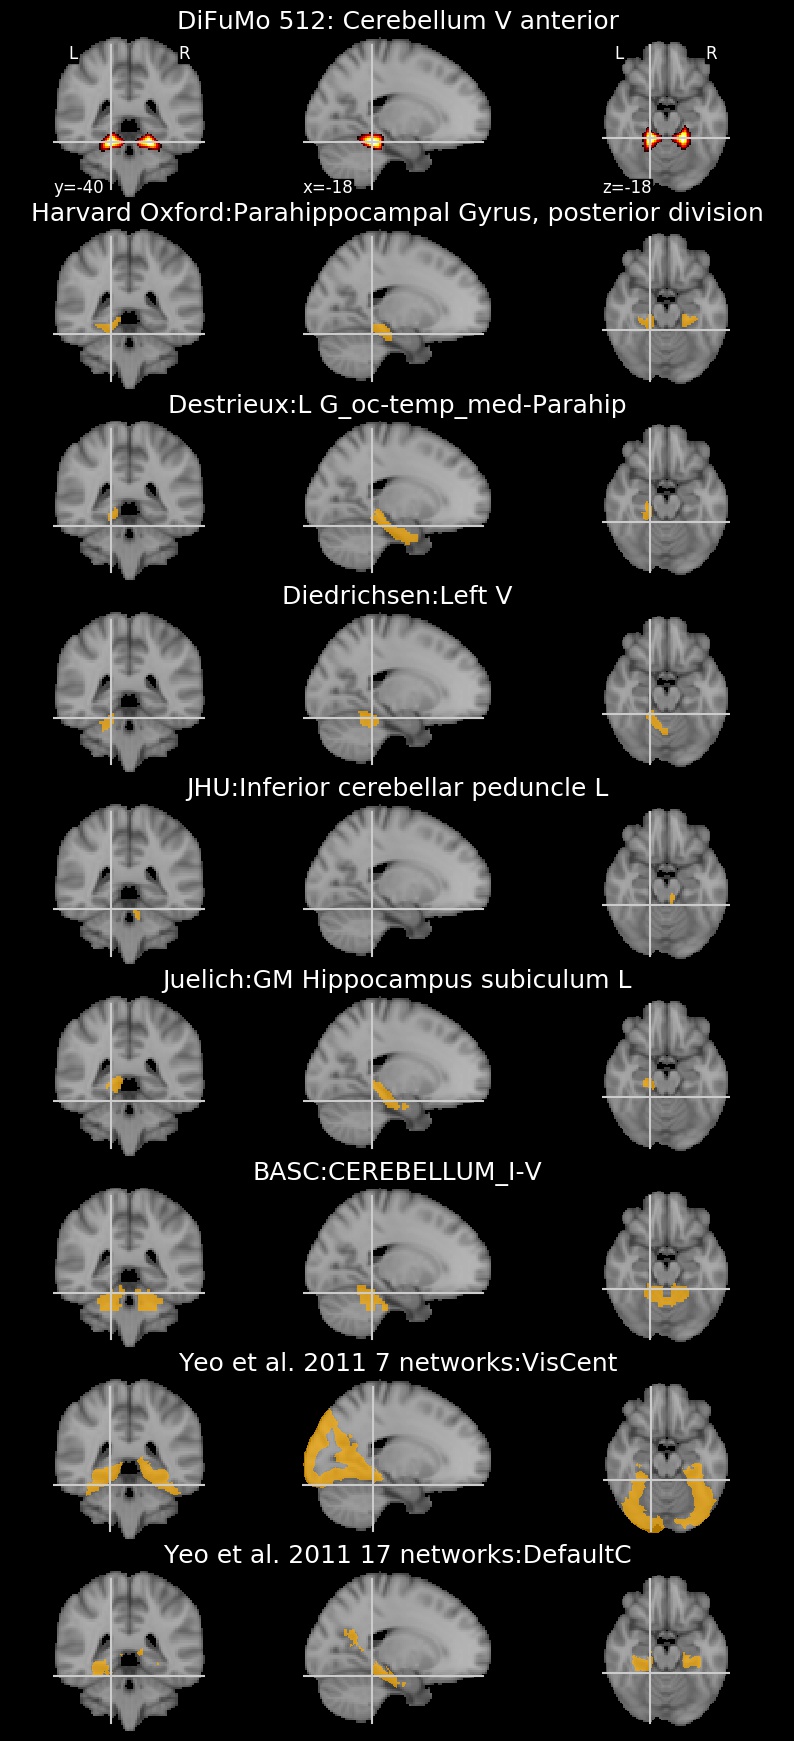 DiFuMo 512: Cerebellum V anterior
L R L R
y=-40 x=-18 z=-18
Harvard Oxford:Parahippocampal Gyrus, posterior division
Destrieux:L G_oc-temp_med-Parahip
Diedrichsen:Left V
JHU:Inferior cerebellar peduncle L
Juelich:GM Hippocampus subiculum L
BASC:CEREBELLUM_I-V
Yeo et al. 2011 7 networks:VisCent
Yeo et al. 2011 17 networks:DefaultC